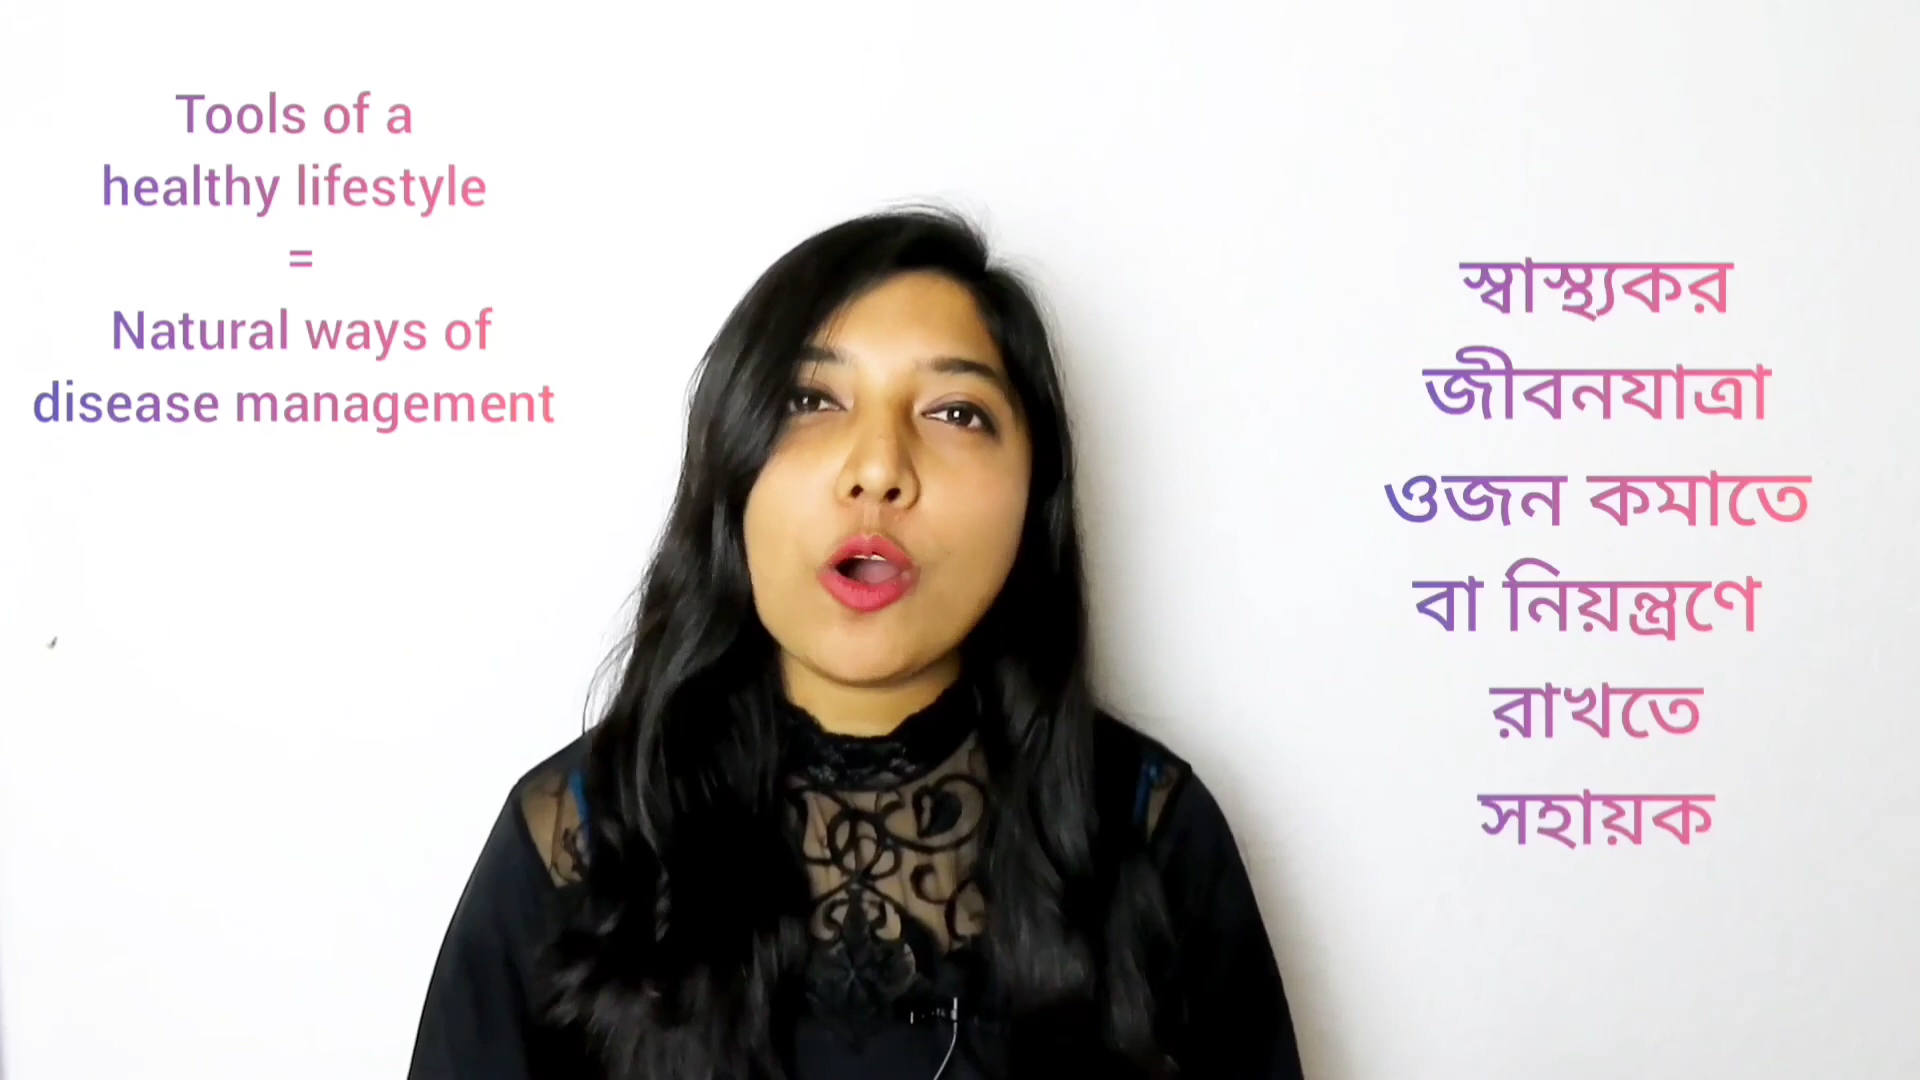 Tools of a
healthy lifestyle
=
Natural ways of
disease management
স্বাস্থ্যকর
জীবনযাত্রা
ওজন কমাতে
বা নিয়ন্ত্রণে
রাখতে
সহায়ক